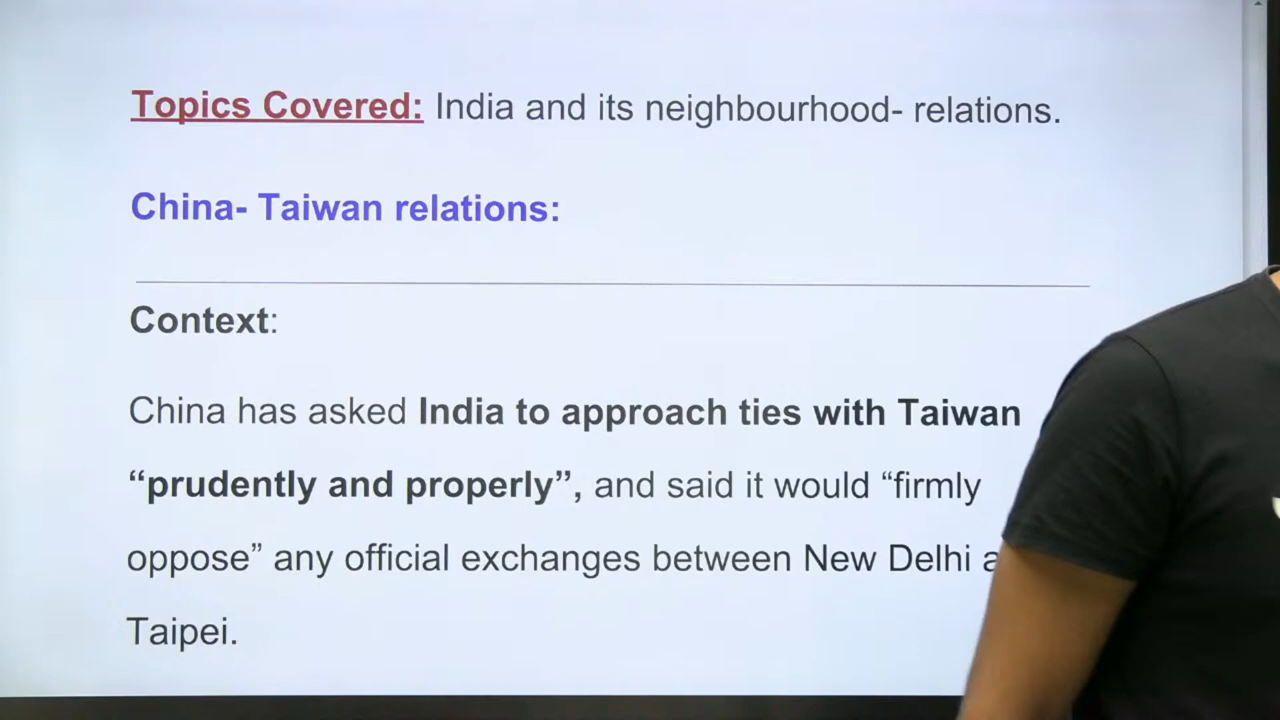 Topics Covered: India and its neighbourhood- relations.
China- Taiwan relations:
Context:
China has asked India to approach ties with Taiwan
“prudently and properly”, and said it would “firmly
oppose” any official exchanges between New Delhi
Taipei.